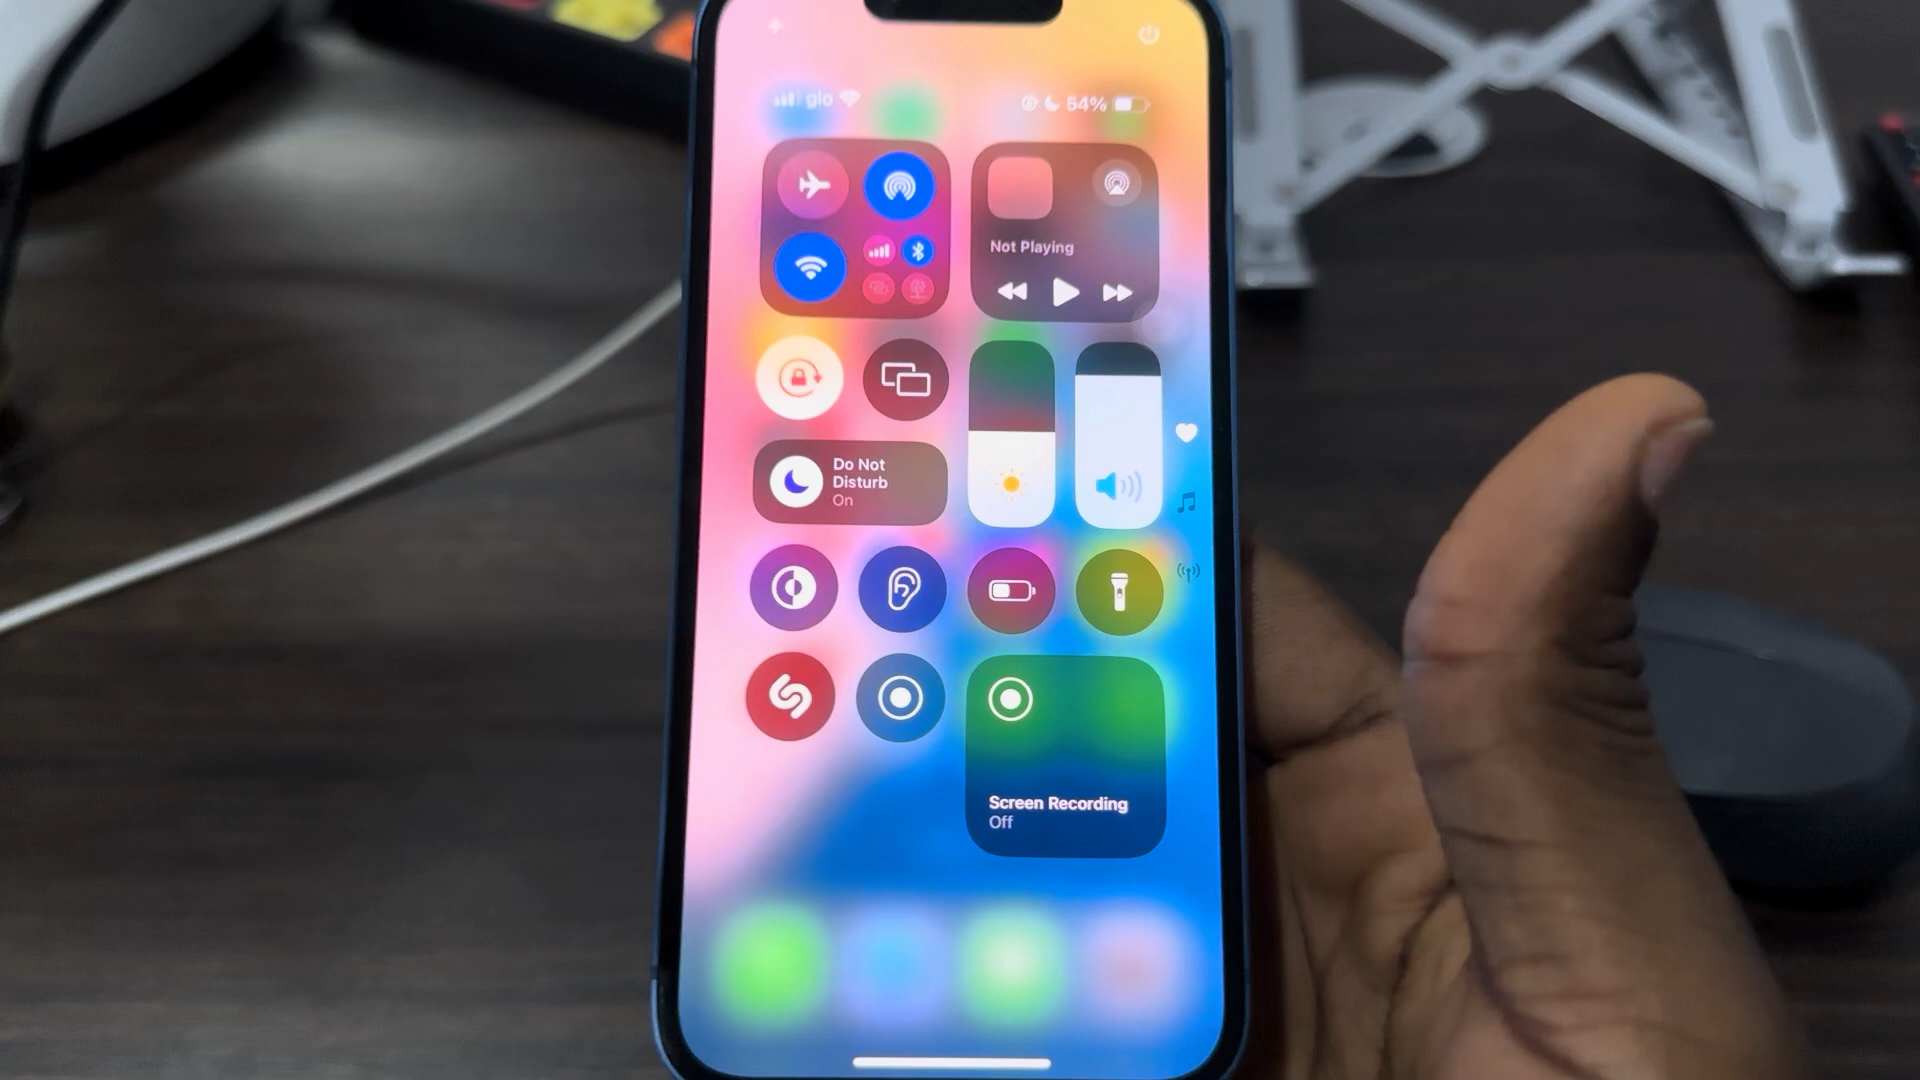 glo
54%
Not Playing
Do Not
Disturb
On
Screen Recording
Off